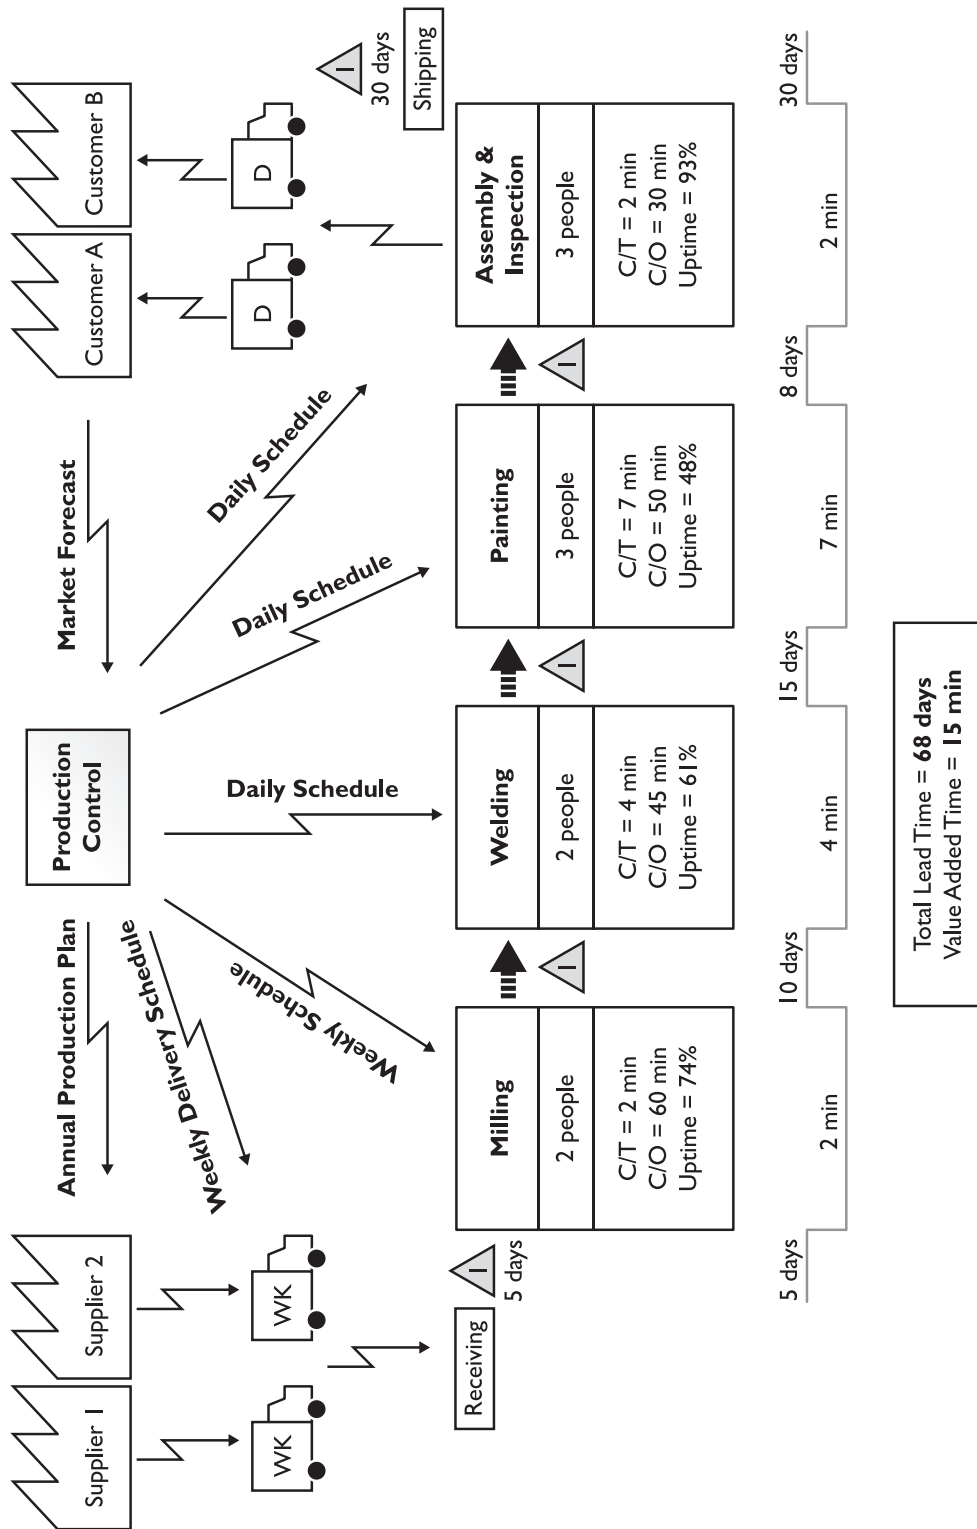 Supplier 1
Supplier 2
Annual Production Plan
Production
Control
Market Forecast
Customer A
Customer B
WK
WK
Weekly Delivery Schedule
Weekly Schedule
Daily Schedule
Daily Schedule
Daily Schedule
D
D
Receiving
I
5 days
I
30 days
Shipping
Milling
2 people
C/T = 2 min
C/O = 60 min
Uptime = 74%
I
Welding
2 people
C/T = 4 min
C/O = 45 min
Uptime = 61%
I
Painting
3 people
C/T = 7 min
C/O = 50 min
Uptime = 48%
I
Assembly &
Inspection
3 people
C/T = 2 min
C/O = 30 min
Uptime = 93%
5 days
2 min
10 days
4 min
15 days
7 min
8 days
2 min
30 days
Total Lead Time = 68 days
Value Added Time = 15 min